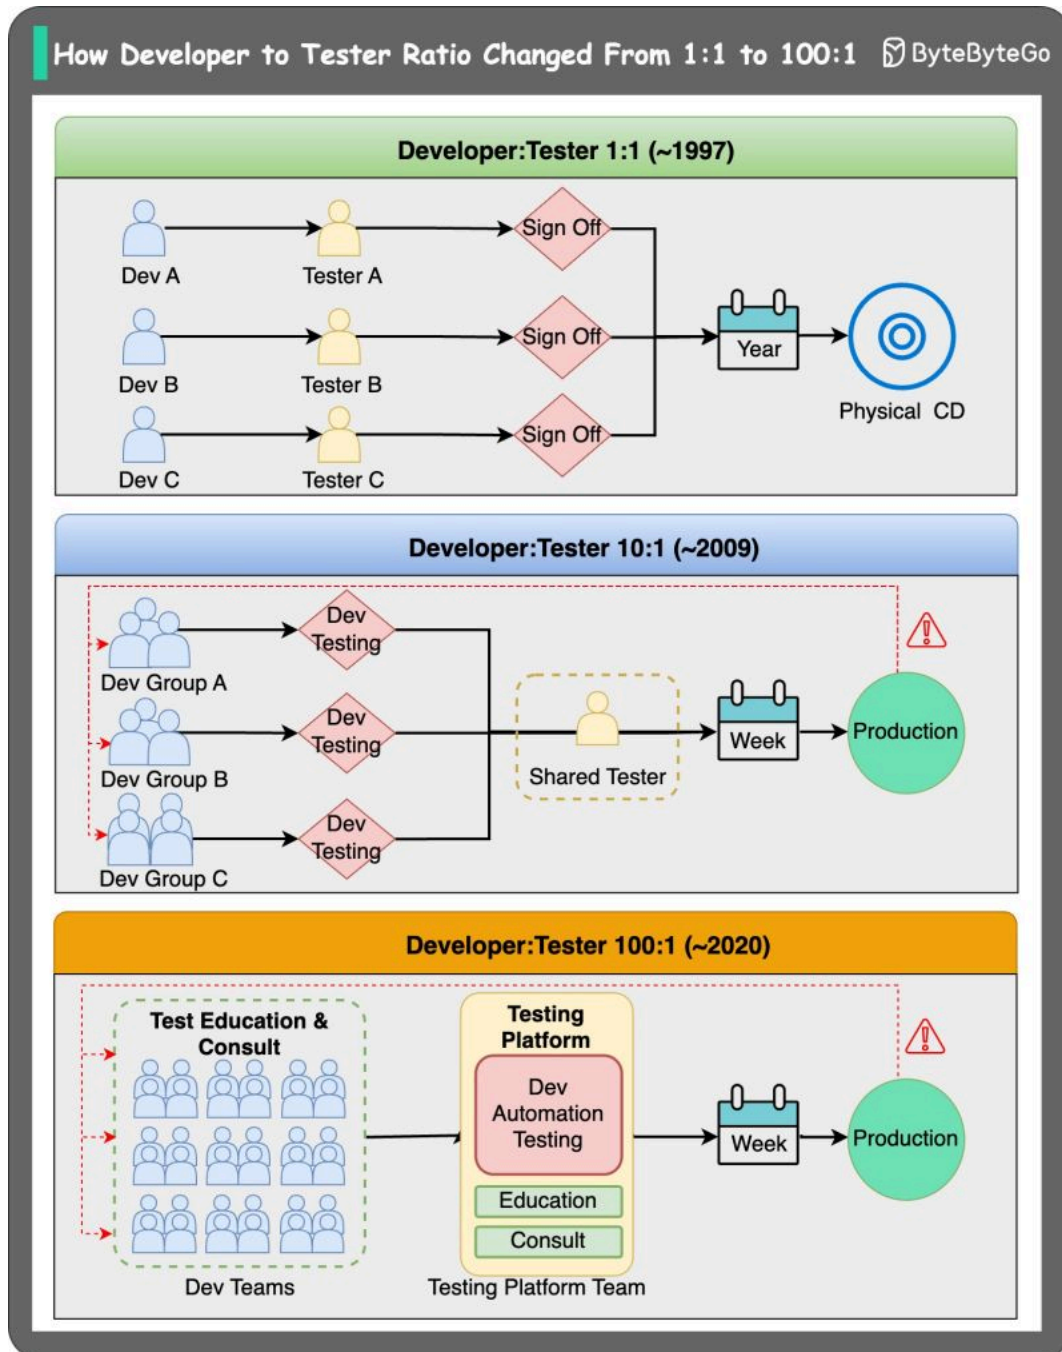 How Developer to Tester Ratio Changed From 1:1 to 100:1
ByteByteGo
Developer:Tester 1:1 (~1997)
Dev A
Tester A
Sign Off
Dev B
Tester B
Sign Off
Dev C
Tester C
Sign Off
Year
Physical CD
Developer:Tester 10:1 (~2009)
Dev Group A
Dev
Testing
Dev Group B
Dev
Testing
Dev Group C
Dev
Testing
Shared Tester
Week
Production
Developer:Tester 100:1 (~2020)
Test Education &
Consult
Dev Teams
Testing
Platform
Dev
Automation
Testing
Education
Consult
Testing Platform Team
Week
Production